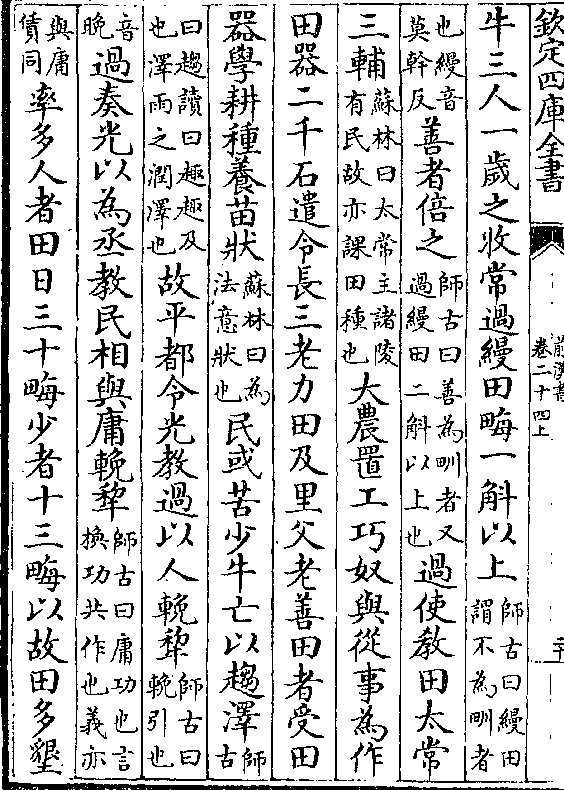 欽定四庫全書
前漢書
卷二十四上
牛三人一歲之收常過縵田畮一斛以上師古曰縵田謂不為甽者
也縵音莫幹反善者倍之師古曰善為甽者又過縵田二斛以上也過使教田太常
三輔蘇林曰太常主諸陵有民故亦課田種也大農置工巧奴與從事為作
田器二千石遣令長三老力田及里父老善田者受田
器學耕種養苗狀蘇林曰為法意狀也民或苦少牛亡以趨澤師古
曰趨讀曰趣趣及也澤雨之潤澤也故平都令光教過以人輓犂師古曰輓引也
音晚過奏光以為丞教民相與庸輓犂師古曰庸功也言換功共作也義亦
與庸賃同率多人者田日三十畮少者十三畮以故田多墾